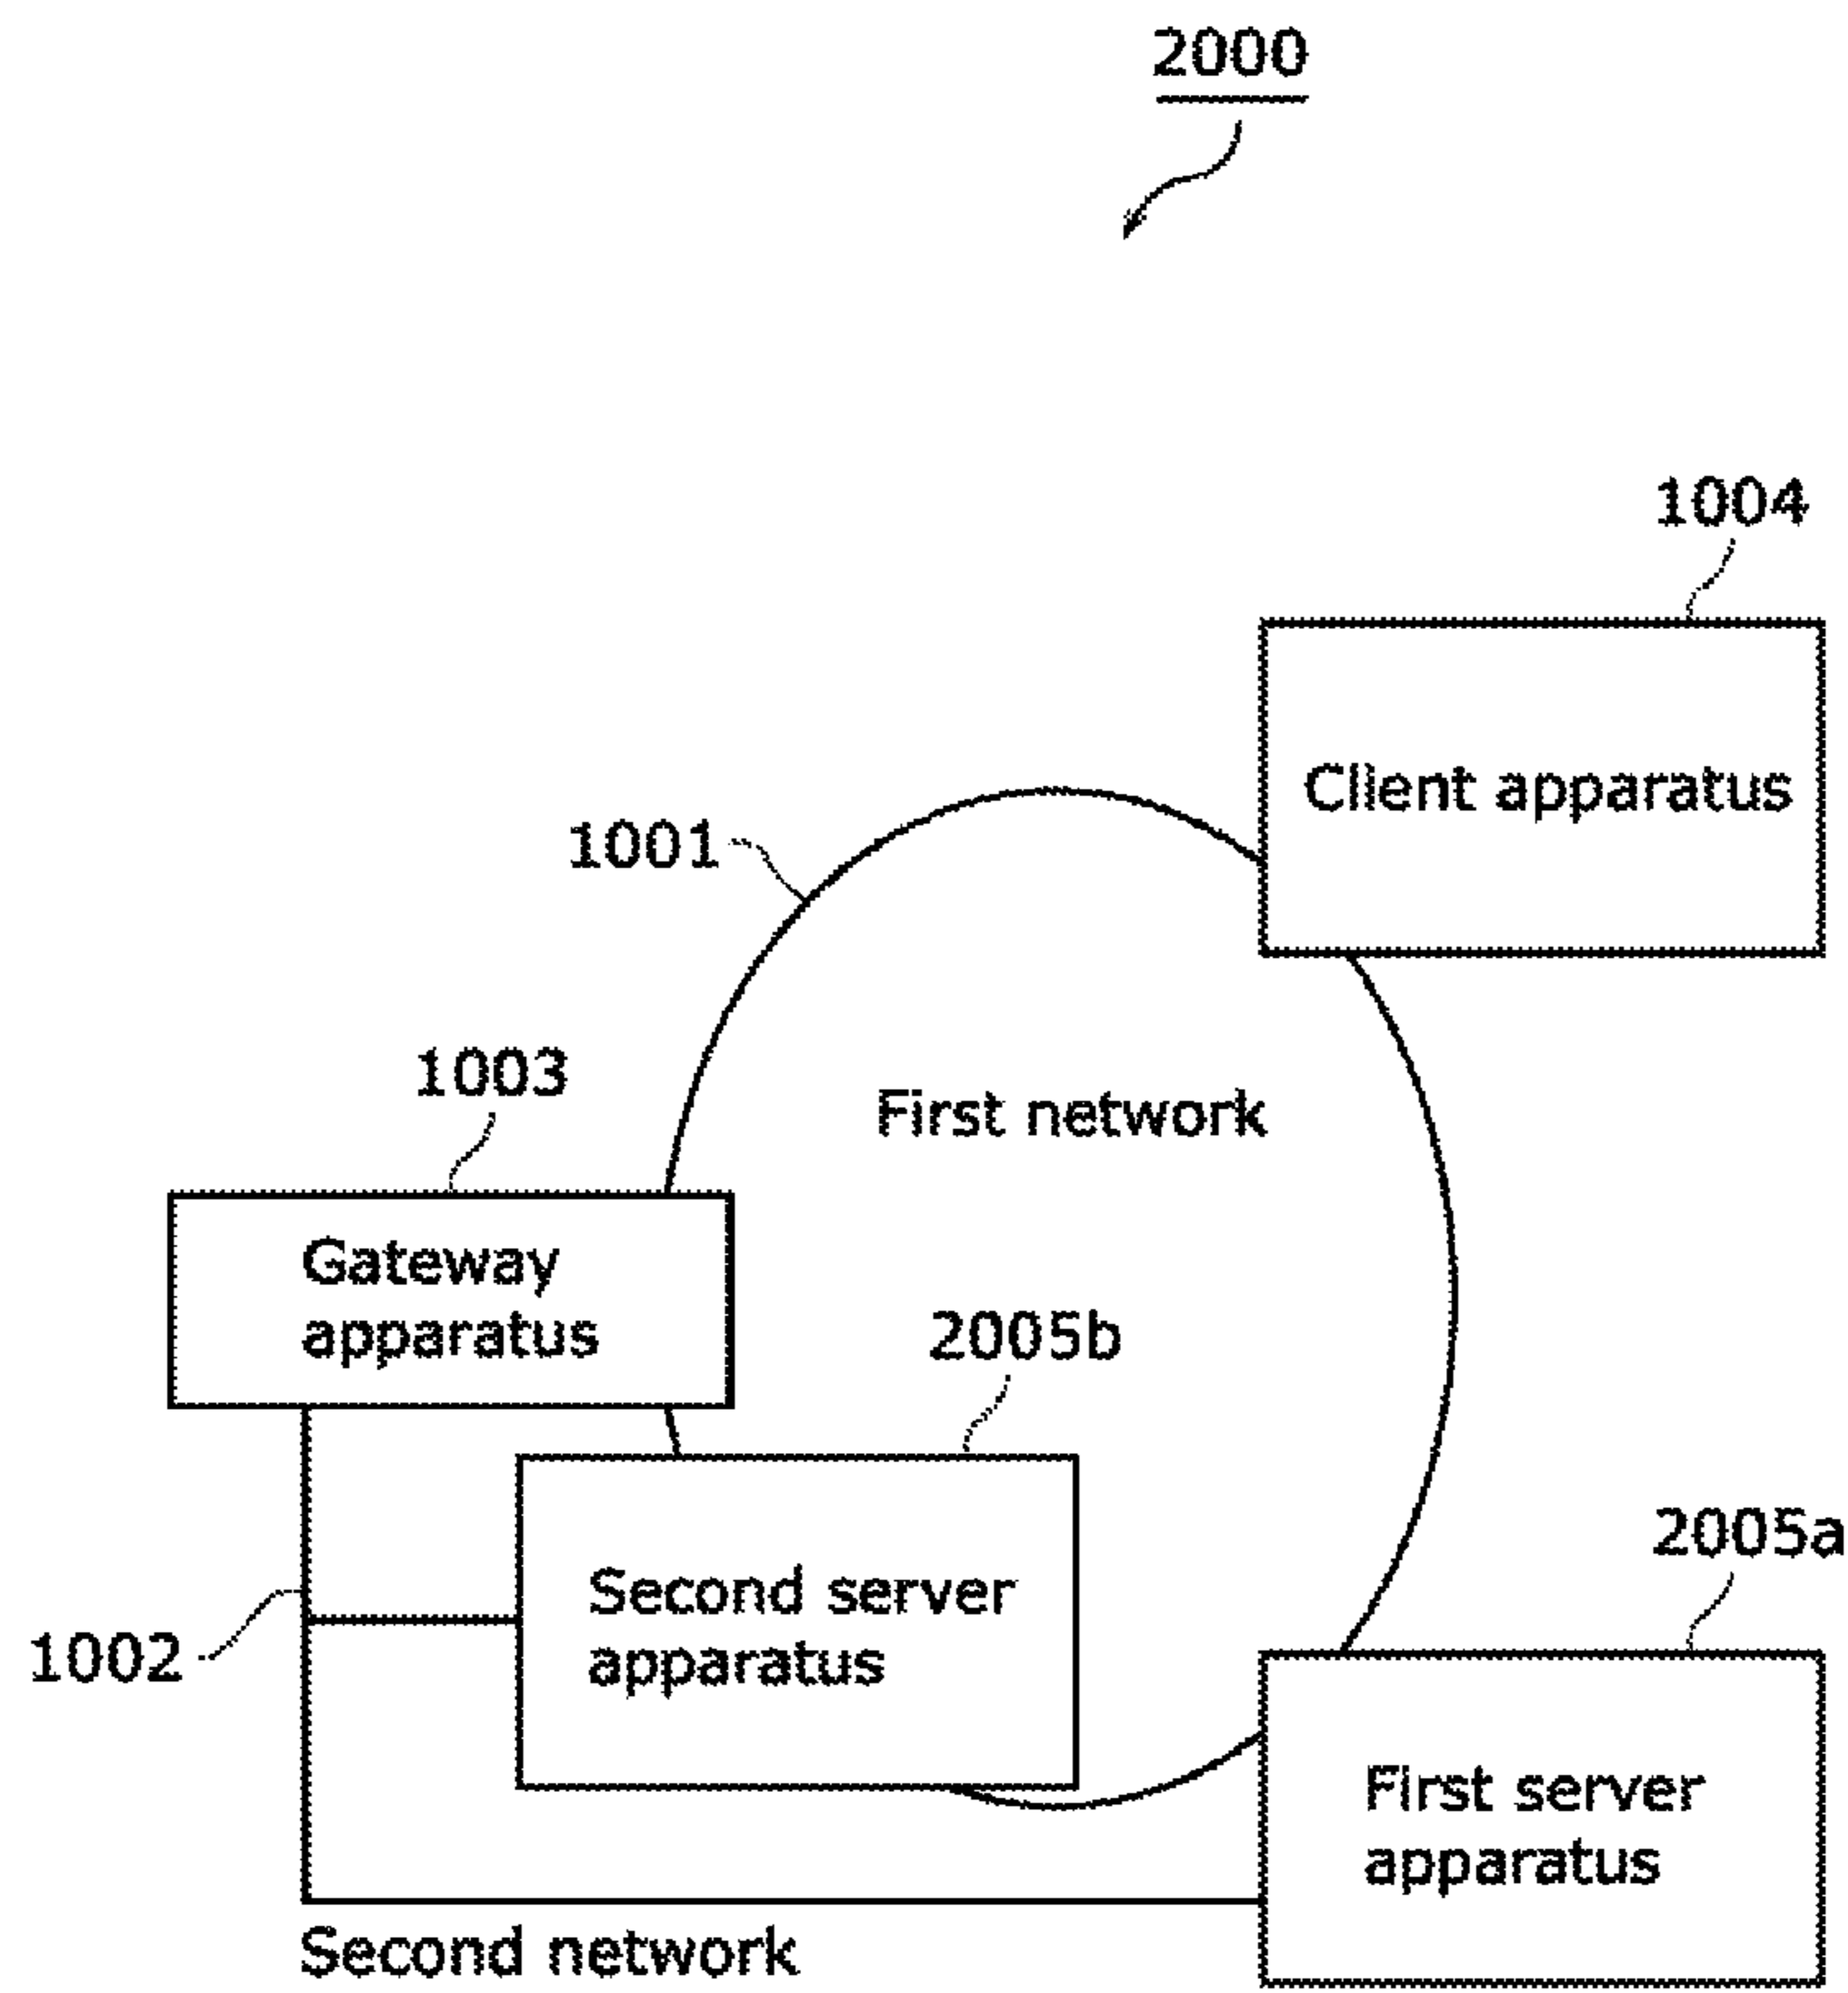 2000
1004
Client apparatus
1001
First network
1003
Gateway
apparatus
2005b
Second server
apparatus
1002
2005a
First server
apparatus
Second network